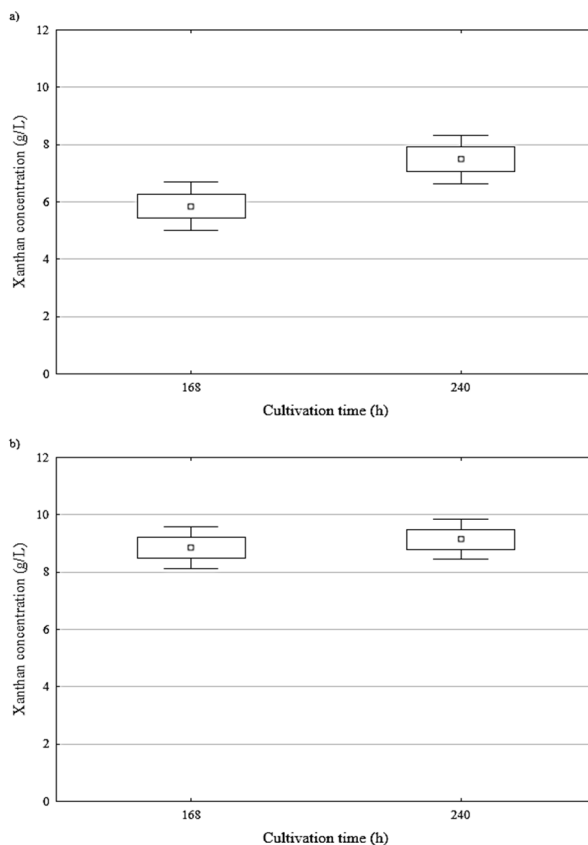 a)
12
10
8
6
4
2
0
Xanthan concentration (g/L)
168 240
Cultivation time (h)
b)
12
10
8
6
4
2
0
Xanthan concentration (g/L)
168 240
Cultivation time (h)